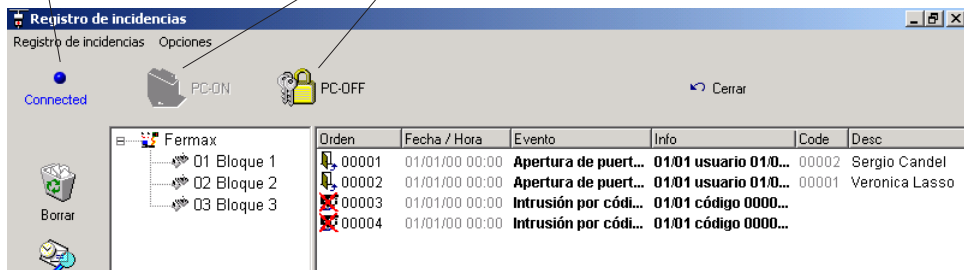 Registro de incidencias
Registro de incidencias Opciones
Connected PC-ON PC-OFF Cerrar
Fermax
01 Bloque 1
02 Bloque 2
03 Bloque 3
Borrar
Orden Fecha / Hora Evento Info Code Desc
00001 01/01/00 00:00 Apertura de puert... 01/01 usuario 01/0... 00002 Sergio Candel
00002 01/01/00 00:00 Apertura de puert... 01/01 usuario 01/0... 00001 Veronica Lasso
00003 01/01/00 00:00 Intrusión por códi... 01/01 código 0000...
00004 01/01/00 00:00 Intrusión por códi... 01/01 código 0000...